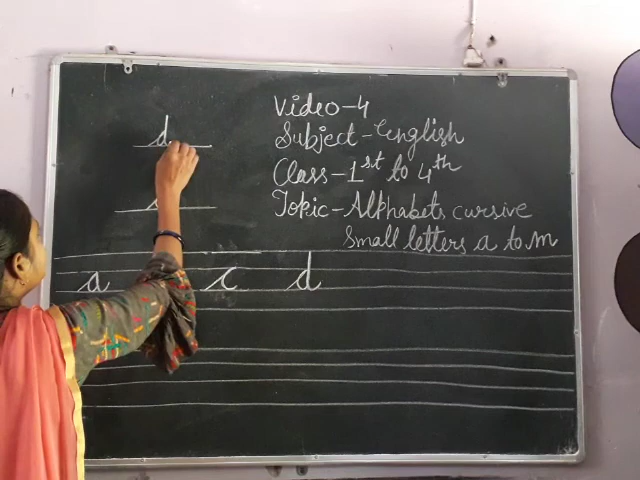 d
Video-4
Subject-English
Class-1st to 4th
Topic-Alphabets cursive
Small letters a to m
a c d